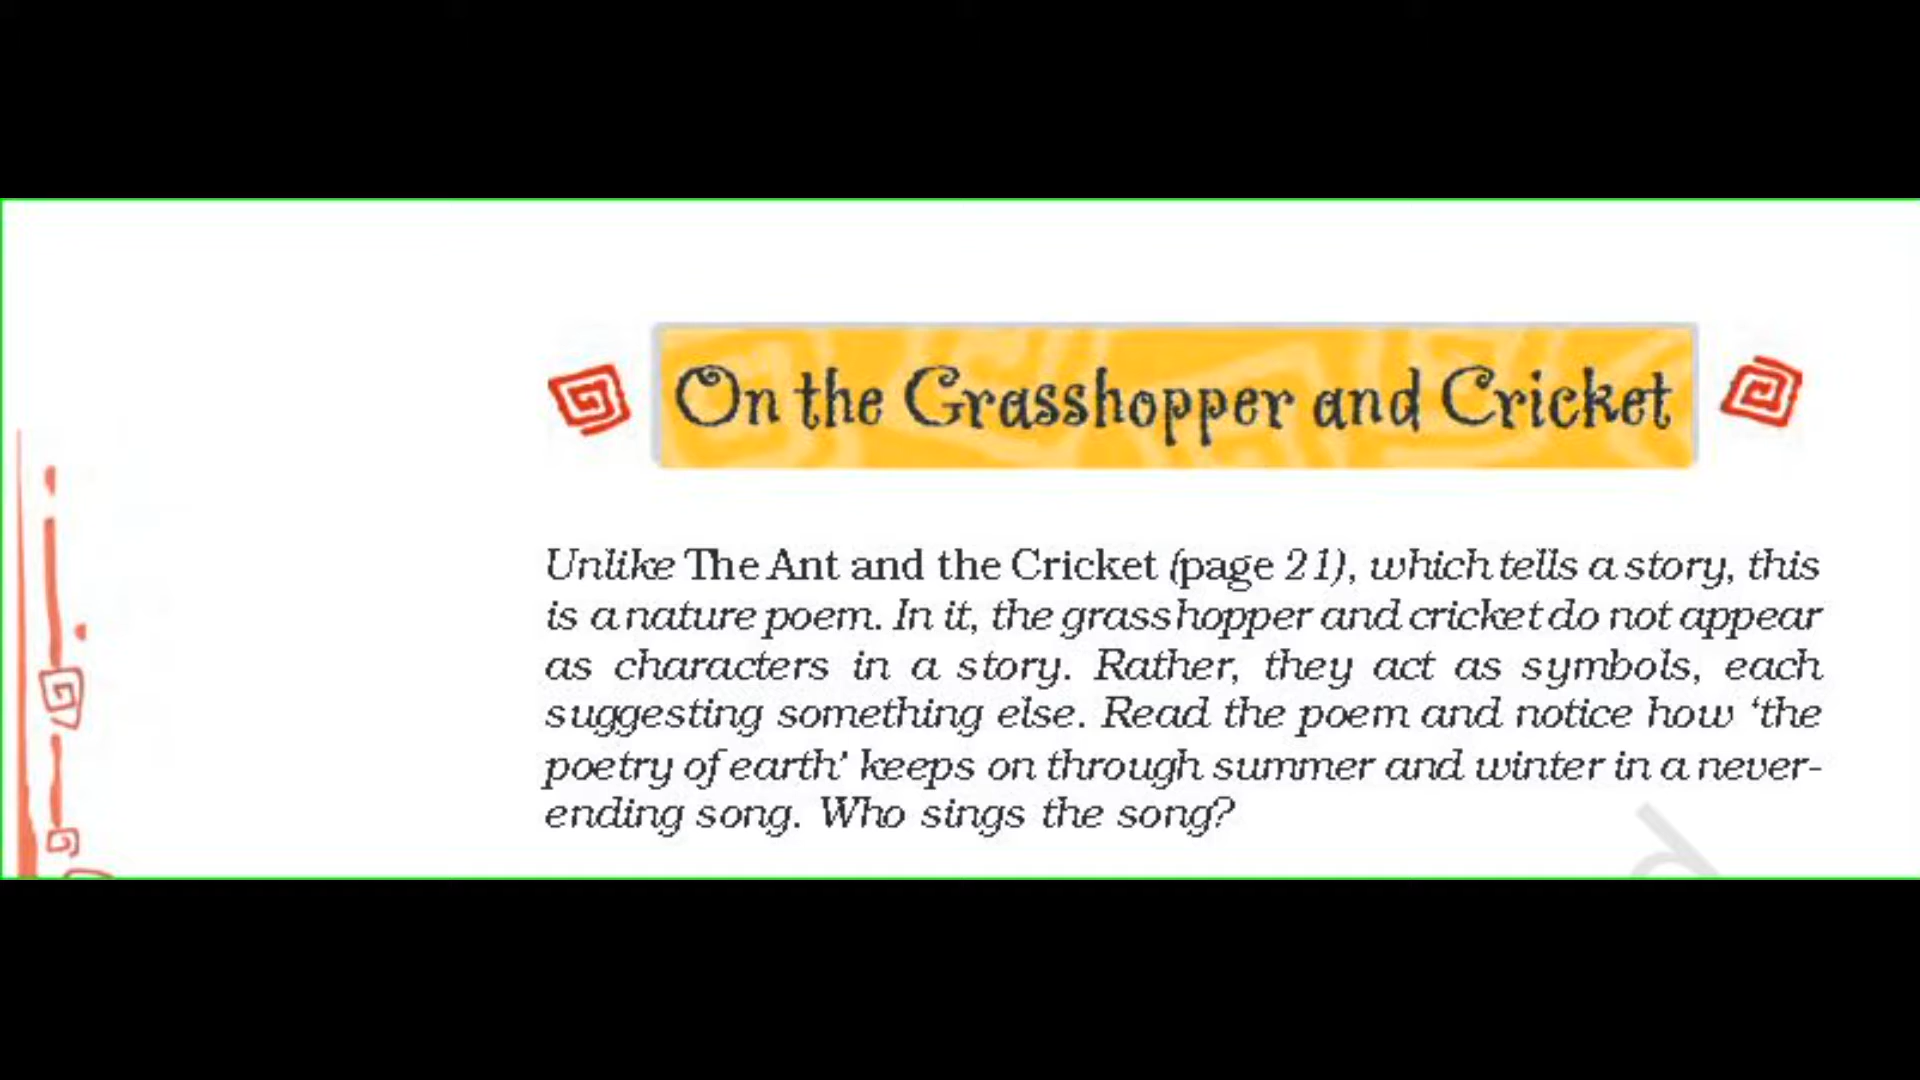 On the Grasshopper and Cricket
Unlike The Ant and the Cricket (page 21), which tells a story, this
is a nature poem. In it, the grasshopper and cricket do not appear
as characters in a story. Rather, they act as symbols, each
suggesting something else. Read the poem and notice how ‘the
poetry of earth’ keeps on through summer and winter in a never-
ending song. Who sings the song?